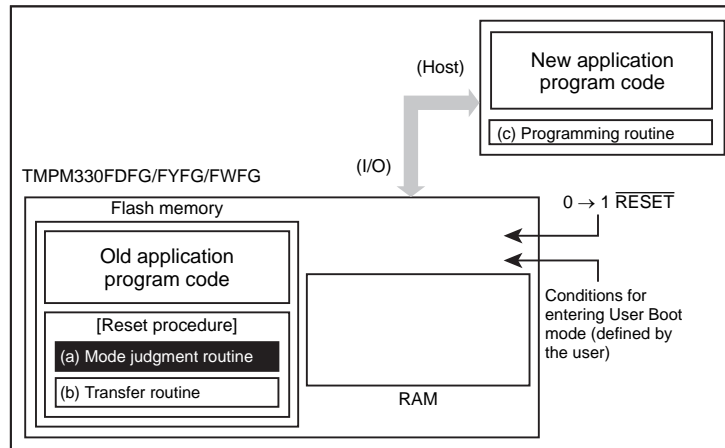 New application
program code
(c) Programming routine
(Host)
(I/O)
TMPM330FDFG/FYFG/FWFG
Flash memory
Old application
program code
[Reset procedure]
(a) Mode judgment routine
(b) Transfer routine
RAM
0 → 1 RESET
Conditions for
entering User Boot
mode (defined by
the user)